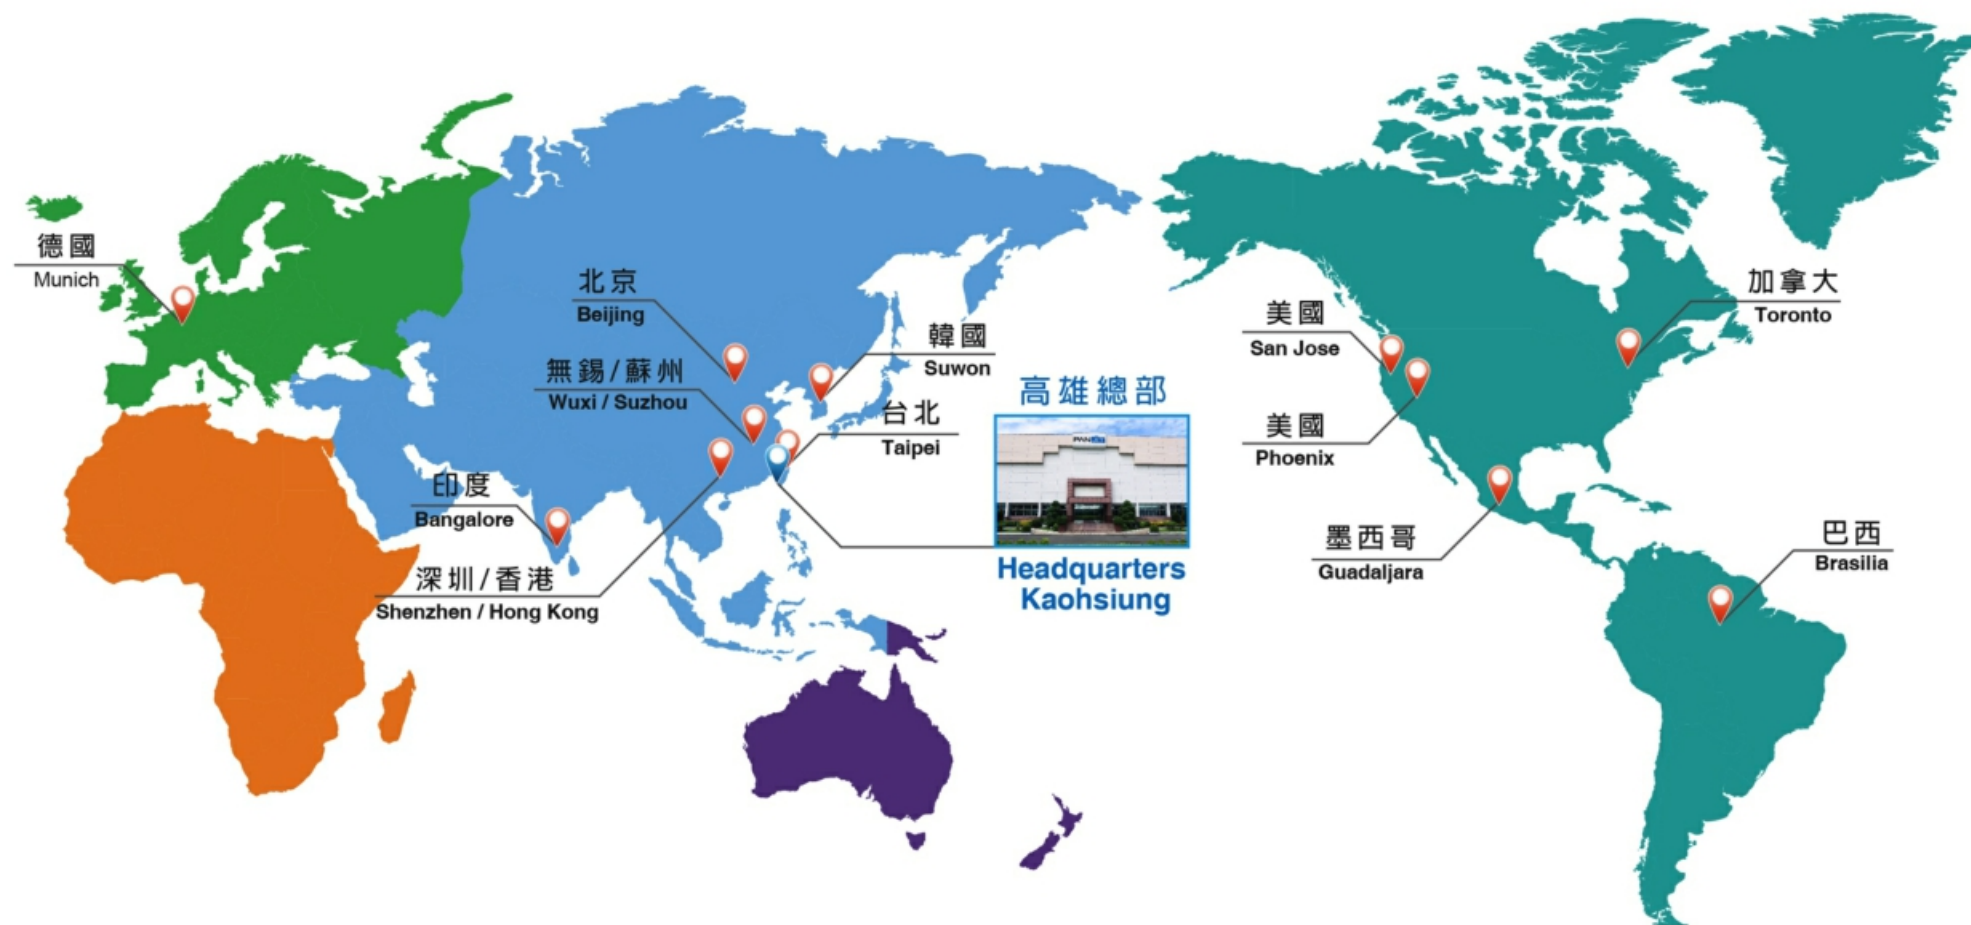 德國
Munich
北京
Beijing
無錫/蘇州
Wuxi / Suzhou
韓國
Suwon
台北
Taipei
印度
Bangalore
深圳/香港
Shenzhen / Hong Kong
高雄總部
Headquarters
Kaohsiung
美國
San Jose
美國
Phoenix
加拿大
Toronto
墨西哥
Guadaljara
巴西
Brasilia